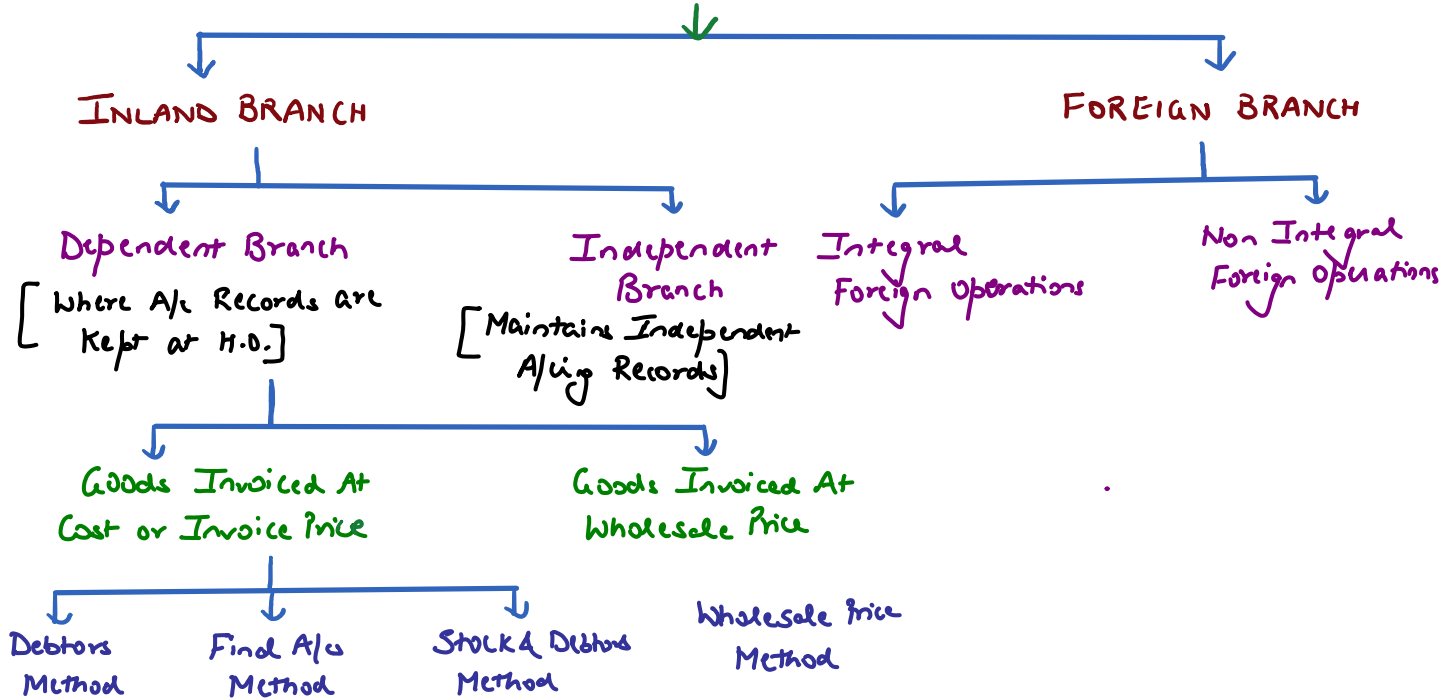 INLAND BRANCH
FOREIGN BRANCH
Dependent Branch
[Where A/c Records are
Kept at H.O.]
Independent
Branch
[Maintains Independent
A/cing Records]
Integral
Foreign Operations
Non Integral
Foreign Operations
Goods Invoiced At
Cost or Invoice Price
Goods Invoiced At
Wholesale Price
Debtors
Method
Final A/cs
Method
Stock & Debtors
Method
Wholesale Price
Method